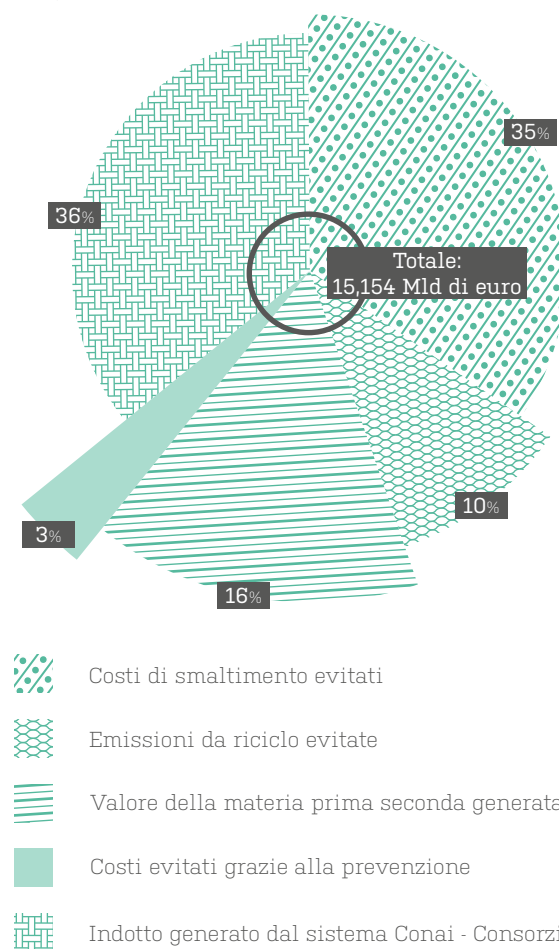 35%
36%
Totale:
15,154 Mld di euro
10%
3%
16%
Costi di smaltimento evitati
Emissioni da riciclo evitate
Valore della materia prima seconda generata
Costi evitati grazie alla prevenzione
Indotto generato dal sistema Conai - Consorzi